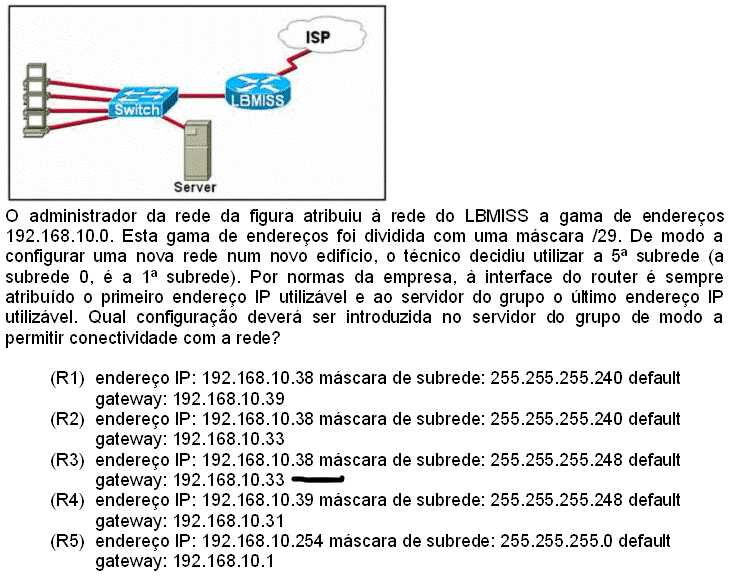 ISP
LBMISS
Switch
Server
O administrador da rede da figura atribuiu à rede do LBMISS a gama de endereços
192.168.10.0. Esta gama de endereços foi dividida com uma máscara /29. De modo a
configurar uma nova rede num novo edifício, o técnico decidiu utilizar a 5ª subrede (a
subrede 0, é a 1ª subrede). Por normas da empresa, à interface do router é sempre
atribuído o primeiro endereço IP utilizável e ao servidor do grupo o último endereço IP
utilizável. Qual configuração deverá ser introduzida no servidor do grupo de modo a
permitir conectividade com a rede?
(R1) endereço IP: 192.168.10.38 máscara de subrede: 255.255.255.240 default
gateway: 192.168.10.39
(R2) endereço IP: 192.168.10.38 máscara de subrede: 255.255.255.240 default
gateway: 192.168.10.33
(R3) endereço IP: 192.168.10.38 máscara de subrede: 255.255.255.248 default
gateway: 192.168.10.33
(R4) endereço IP: 192.168.10.39 máscara de subrede: 255.255.255.248 default
gateway: 192.168.10.31
(R5) endereço IP: 192.168.10.254 máscara de subrede: 255.255.255.0 default
gateway: 192.168.10.1